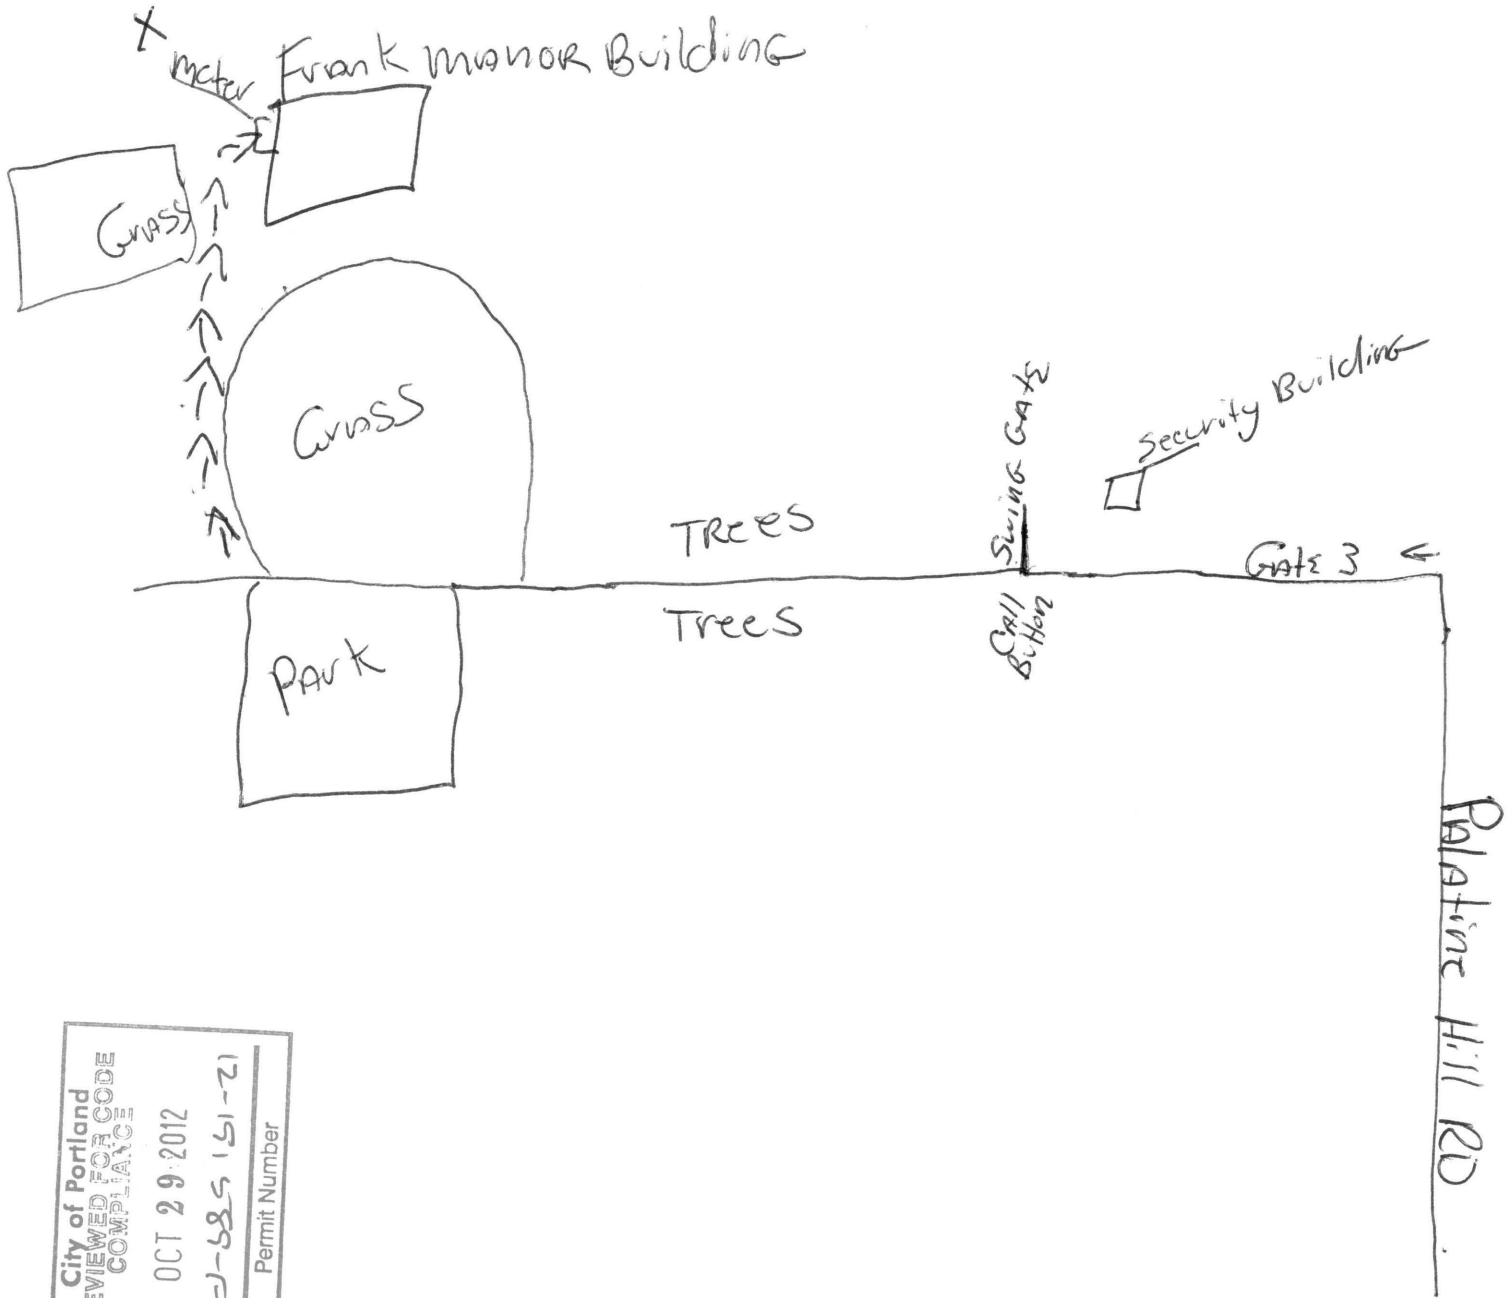 X
meter
Frank MANOR BuildinG
GrASS
GrASS
SwinG GAtE
Security BuildinG
TREES
GAtE 3
Trees
CAll
Button
PArk
PAlAtine Hill RD
City of Portland
REVIEWED FOR CODE
COMPLIANCE
OCT 29 2012
Permit Number